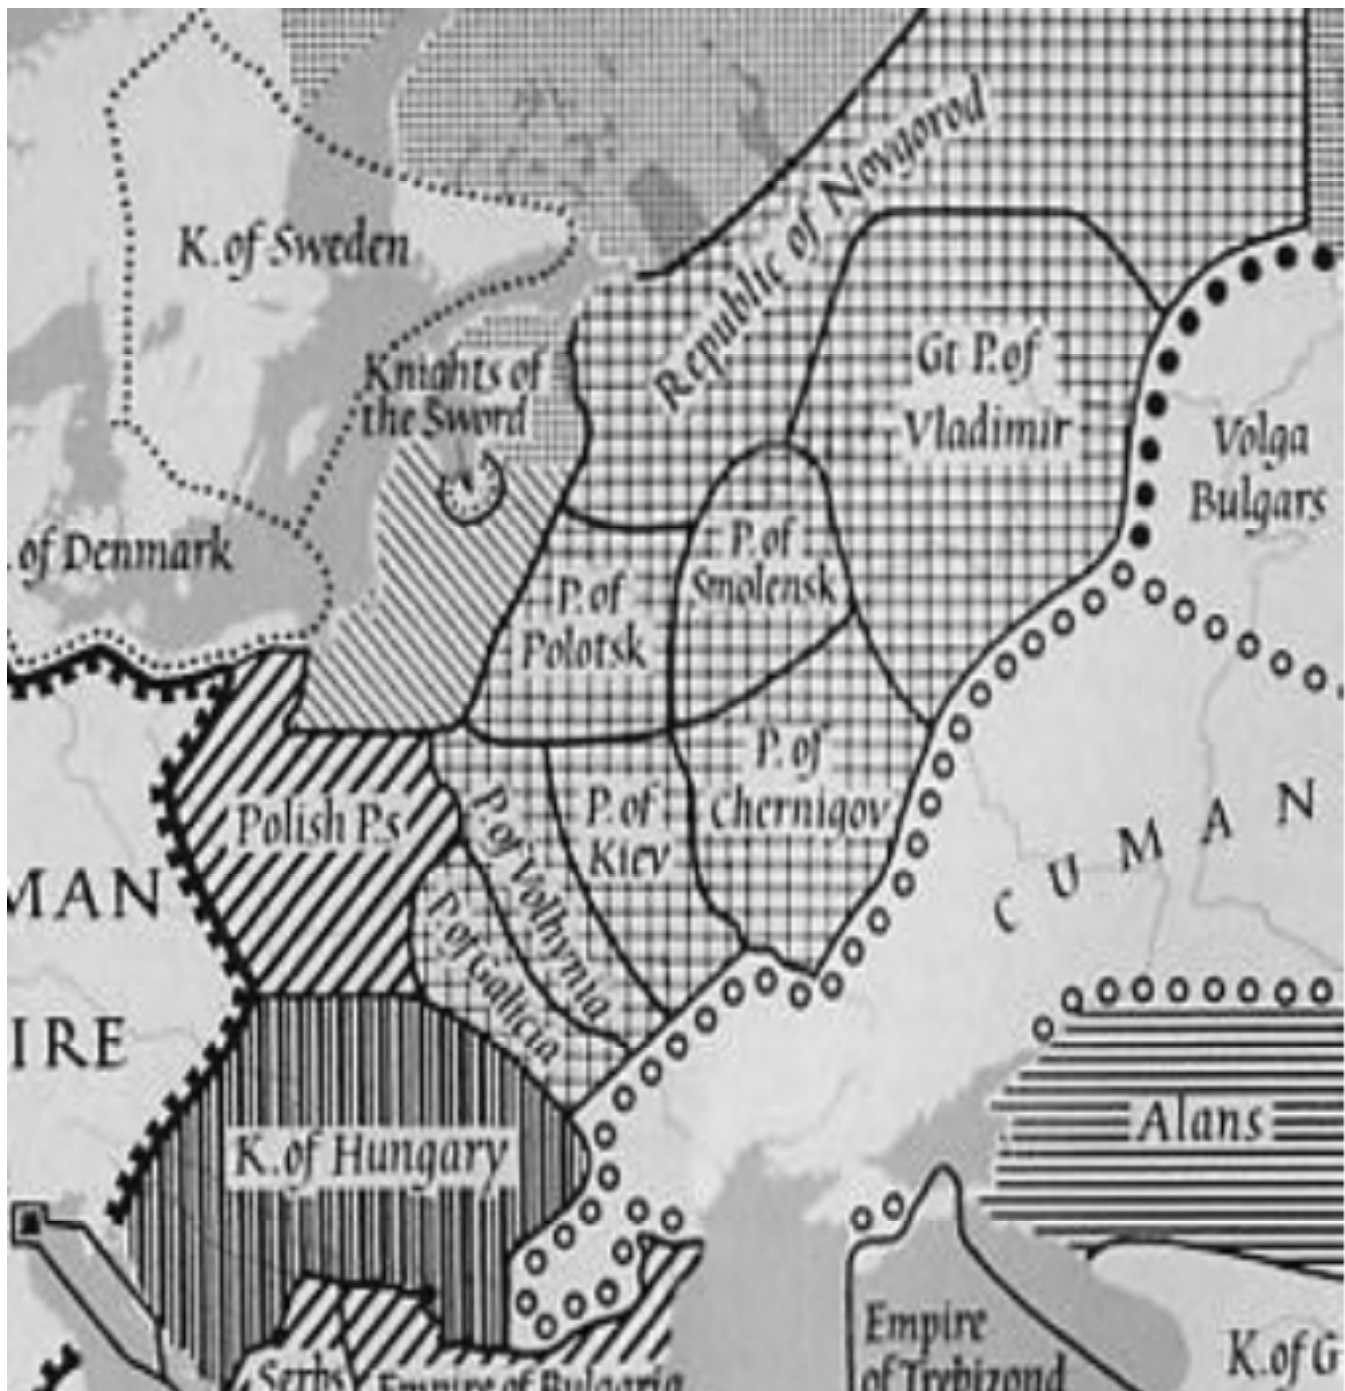 Republic of Novgorod
K. of Sweden
Gt P. of
Vladimir
Knights of
the Sword
Volga
Bulgars
of Denmark
P. of
Smolensk
P. of
Polotsk
P. of
Chernigov
Polish P.s
P. of Volhynia
P. of
Kiev
CUMAN
MAN
P. of Galicia
IRE
Alans
K. of Hungary
Empire
of Trebizond
K. of G
Serbs
Empire of Bulgaria